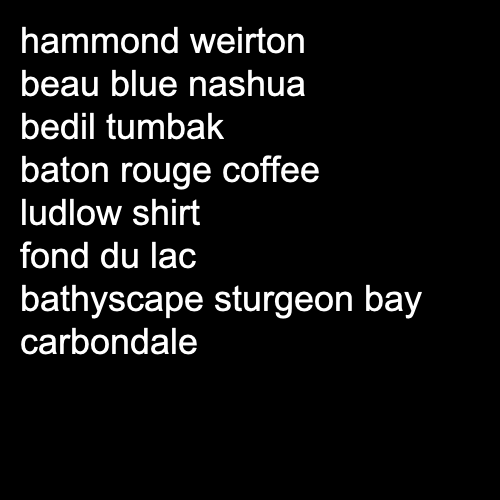 hammond weirton
beau blue nashua
bedil tumbak
baton rouge coffee
ludlow shirt
fond du lac
bathyscape sturgeon bay
carbondale